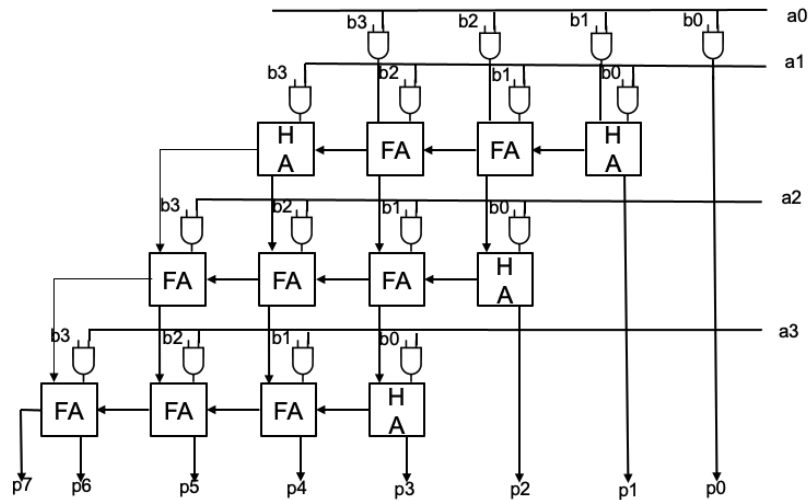 b3 b2 b1 b0 a0
b3 b2 b1 b0 a1
H A FA FA H A
b3 b2 b1 b0 a2
FA FA FA H A
b3 b2 b1 b0 a3
FA FA FA H A
p7 p6 p5 p4 p3 p2 p1 p0